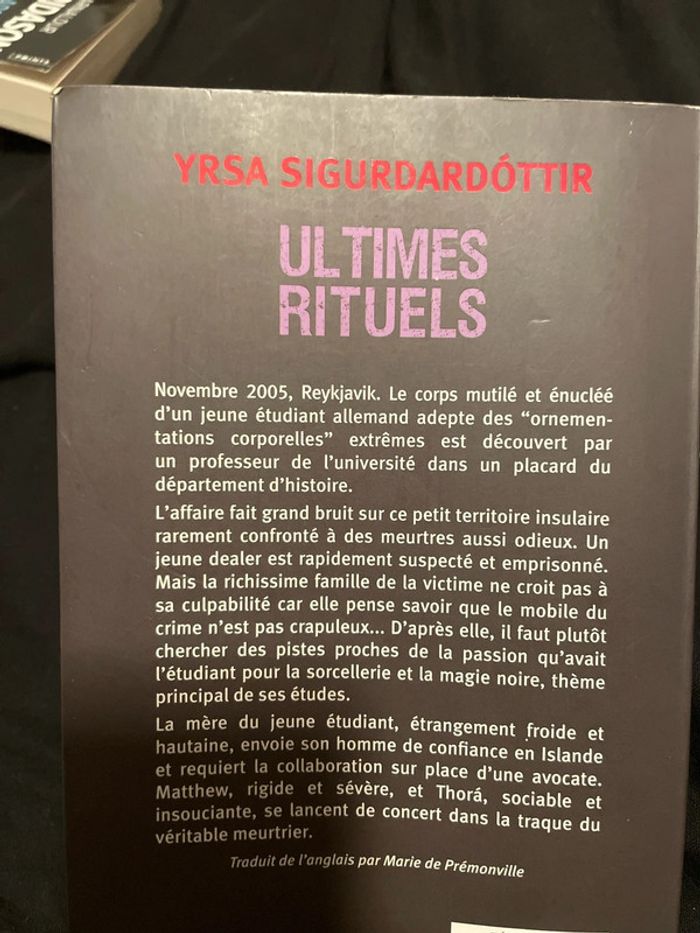 YRSA SIGURDARDÓTTIR
ULTIMES
RITUELS
Novembre 2005, Reykjavik. Le corps mutilé et énucléé
d'un jeune étudiant allemand adepte des "ornemen-
tations corporelles" extrêmes est découvert par
un professeur de l'université dans un placard du
département d'histoire.
L'affaire fait grand bruit sur ce petit territoire insulaire
rarement confronté à des meurtres aussi odieux. Un
jeune dealer est rapidement suspecté et emprisonné.
Mais la richissime famille de la victime ne croit pas à
sa culpabilité car elle pense savoir que le mobile du
crime n'est pas crapuleux... D'après elle, il faut plutôt
chercher des pistes proches de la passion qu'avait
l'étudiant pour la sorcellerie et la magie noire, thème
principal de ses études.
La mère du jeune étudiant, étrangement froide et
hautaine, envoie son homme de confiance en Islande
et requiert la collaboration sur place d'une avocate.
Matthew, rigide et sévère, et Thorá, sociable et
insouciante, se lancent de concert dans la traque du
véritable meurtrier.
Traduit de l'anglais par Marie de Prémonville